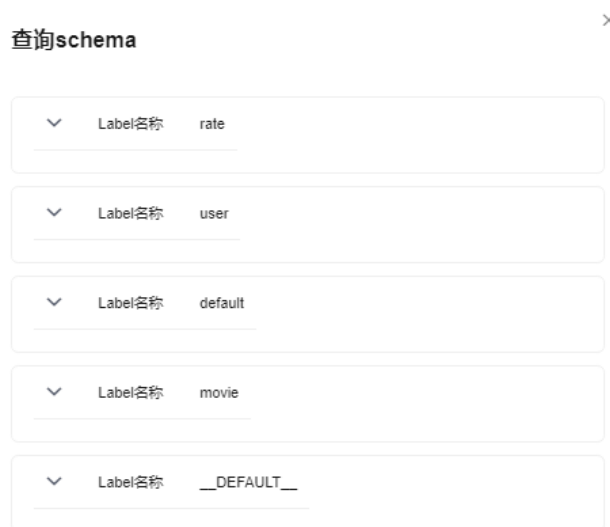 查询schema
Label名称 rate
Label名称 user
Label名称 default
Label名称 movie
Label名称 __DEFAULT__